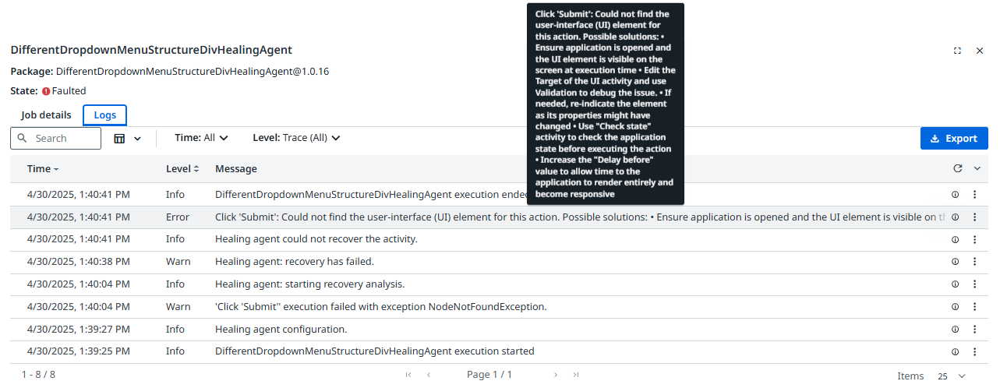 Click 'Submit': Could not find the
user-interface (UI) element for
this action. Possible solutions: •
Ensure application is opened and
the UI element is visible on the
screen at execution time • Edit the
Target of the UI activity and use
Validation to debug the issue. • If
needed, re-indicate the element
as its properties might have
changed • Use "Check state"
activity to check the application
state before executing the action
• Increase the "Delay before"
value to allow time to the
application to render entirely and
become responsive
DifferentDropdownMenuStructureDivHealingAgent
Package: DifferentDropdownMenuStructureDivHealingAgent@1.0.16
State: Faulted
Job details Logs
Search Time: All Level: Trace (All) Export
Time Level Message
4/30/2025, 1:40:41 PM Info DifferentDropdownMenuStructureDivHealingAgent execution ended
4/30/2025, 1:40:41 PM Error Click 'Submit': Could not find the user-interface (UI) element for this action. Possible solutions: • Ensure application is opened and the UI element is visible on th
4/30/2025, 1:40:41 PM Info Healing agent could not recover the activity.
4/30/2025, 1:40:38 PM Warn Healing agent: recovery has failed.
4/30/2025, 1:40:04 PM Info Healing agent: starting recovery analysis.
4/30/2025, 1:40:04 PM Warn 'Click 'Submit'' execution failed with exception NodeNotFoundException.
4/30/2025, 1:39:27 PM Info Healing agent configuration.
4/30/2025, 1:39:25 PM Info DifferentDropdownMenuStructureDivHealingAgent execution started
1 - 8 / 8 Page 1 / 1 Items 25